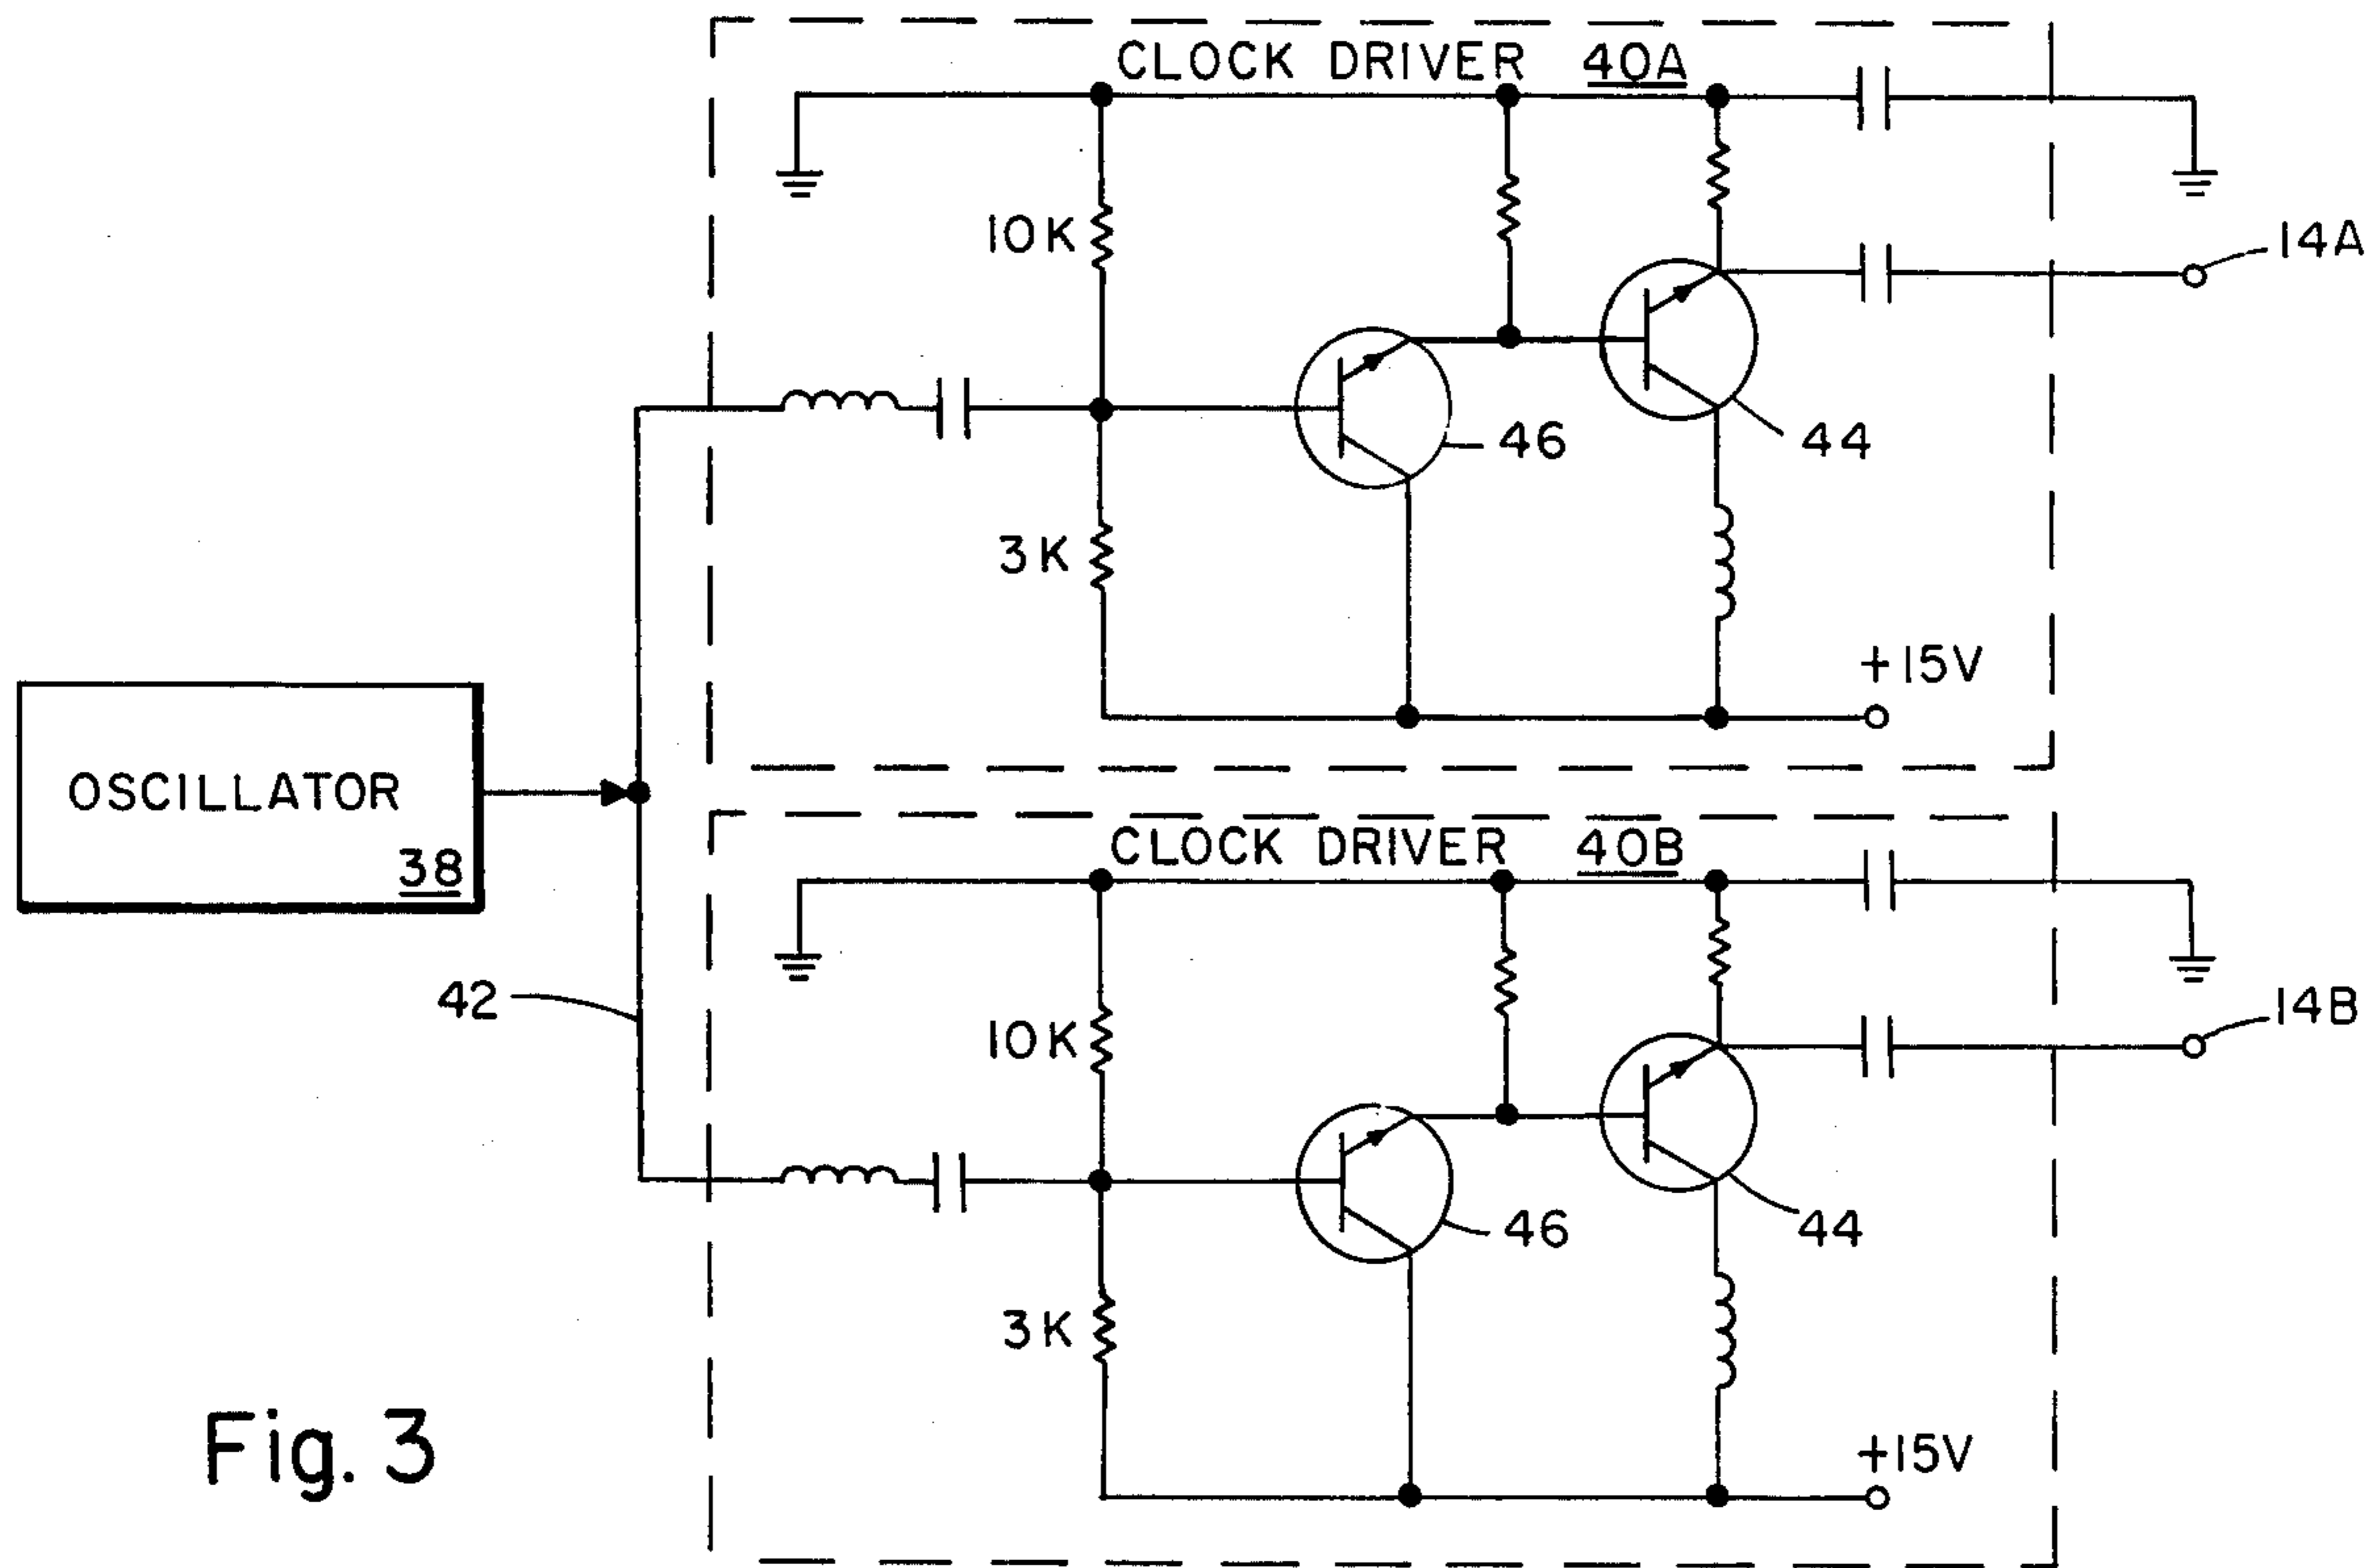 CLOCK DRIVER 40A
10K
14A
46
44
3K
+15V
OSCILLATOR
38
CLOCK DRIVER 40B
42
10K
14B
46
44
3K
+15V
Fig. 3